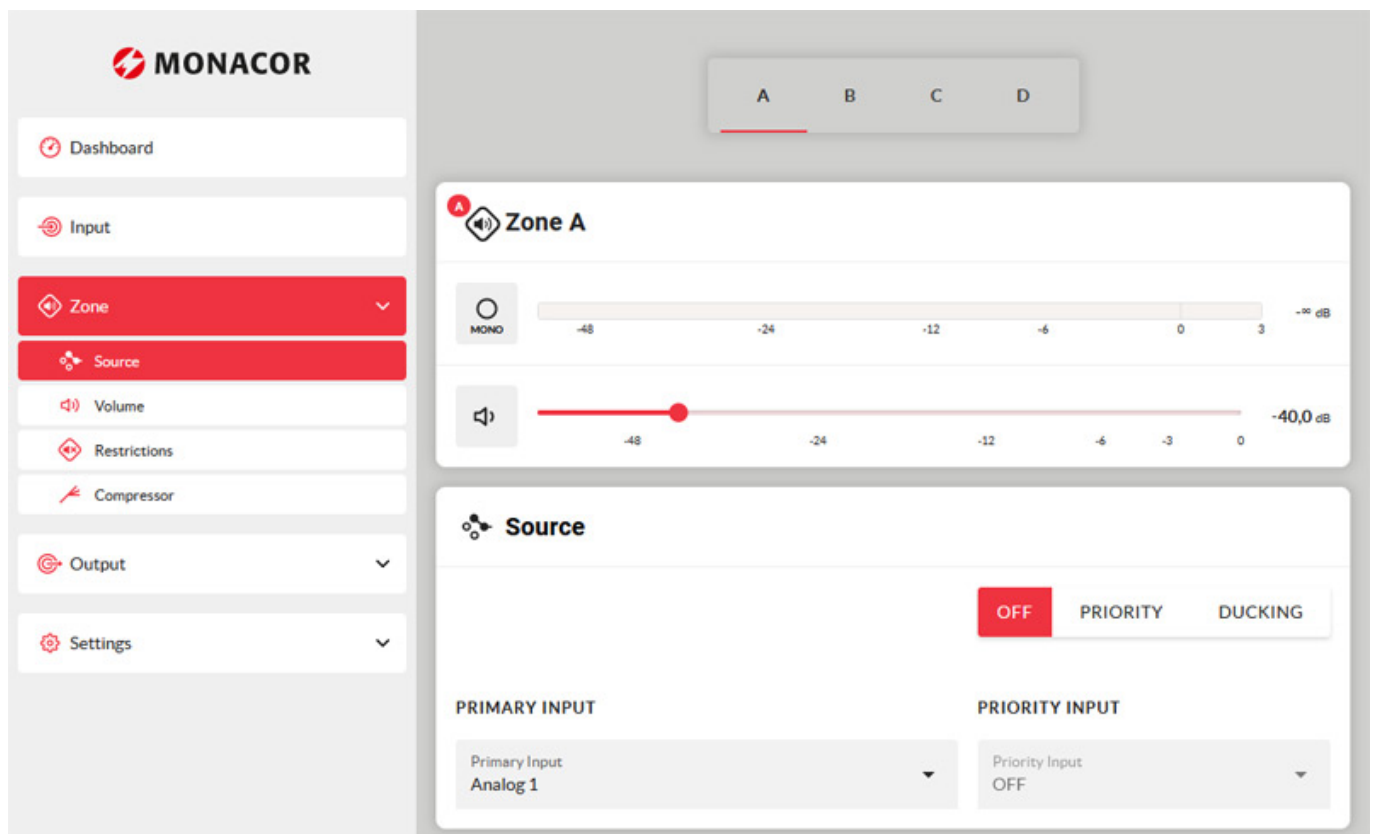 MONACOR
Dashboard
Input
Zone
Source
Volume
Restrictions
Compressor
Output
Settings
A B C D
A
Zone A
MONO
-48 -24 -12 -6 0 3
-∞ dB
-48 -24 -12 -6 -3 0
-40,0 dB
Source
OFF PRIORITY DUCKING
PRIMARY INPUT PRIORITY INPUT
Primary Input
Analog 1
Priority Input
OFF